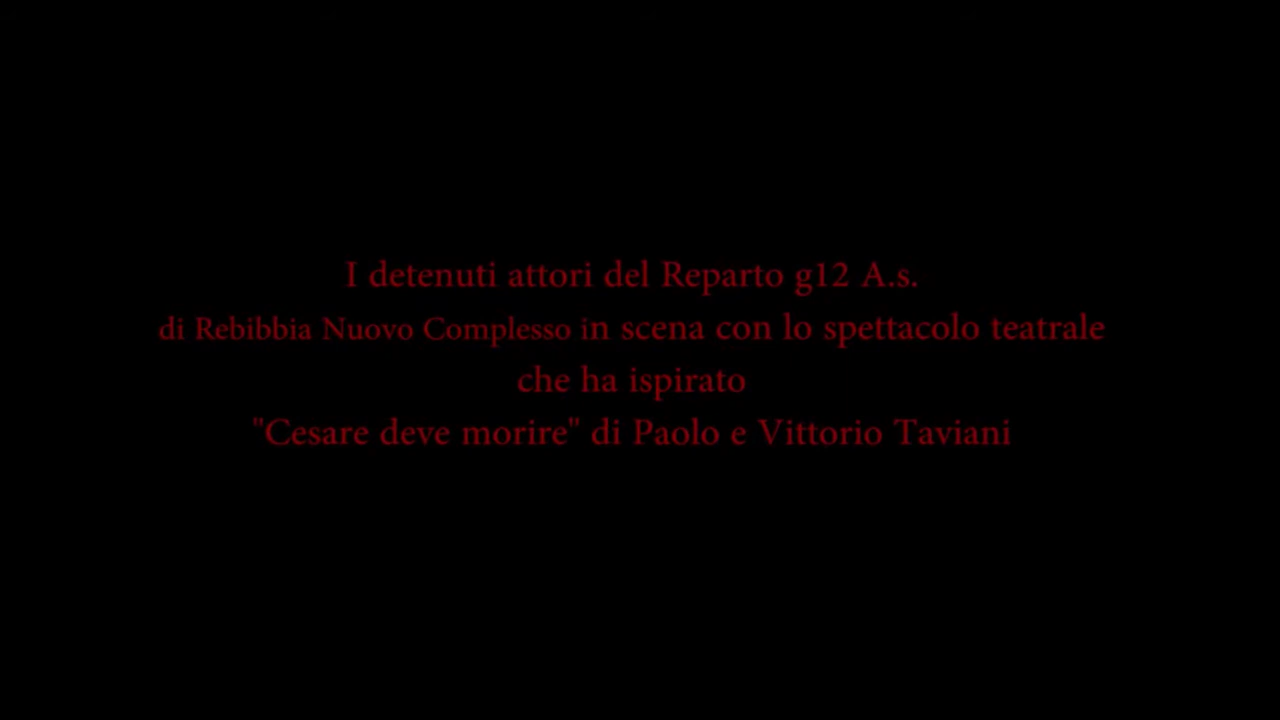 I detenuti attori del Reparto g12 A.s.
di Rebibbia Nuovo Complesso in scena con lo spettacolo teatrale
che ha ispirato
"Cesare deve morire" di Paolo e Vittorio Taviani